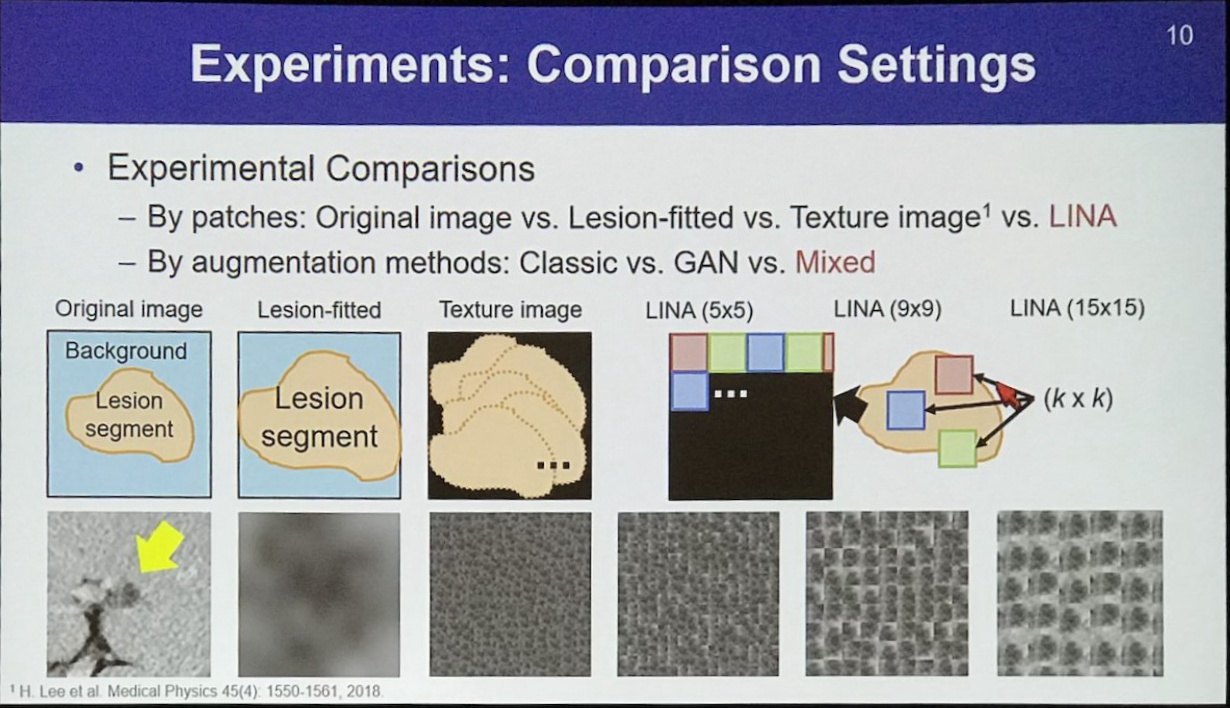 10
Experiments: Comparison Settings
• Experimental Comparisons
– By patches: Original image vs. Lesion-fitted vs. Texture image¹ vs. LINA
– By augmentation methods: Classic vs. GAN vs. Mixed
Original image Lesion-fitted Texture image LINA (5x5) LINA (9x9) LINA (15x15)
Background
Lesion
segment
Lesion
segment
...
...
(k x k)
¹ H. Lee et al. Medical Physics 45(4): 1550-1561, 2018.